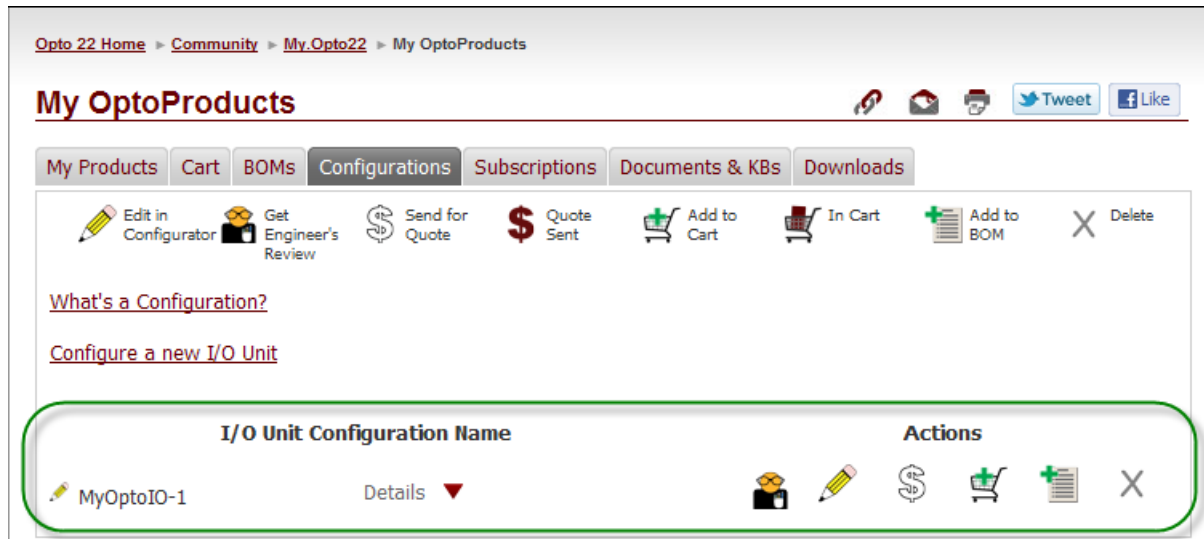 Opto 22 Home ▸ Community ▸ My.Opto22 ▸ My OptoProducts
My OptoProducts
Tweet
Like
My Products Cart BOMs Configurations Subscriptions Documents & KBs Downloads
Edit in Configurator
Get Engineer's Review
Send for Quote
Quote Sent
Add to Cart
In Cart
Add to BOM
Delete
What's a Configuration?
Configure a new I/O Unit
I/O Unit Configuration Name Actions
MyOptoIO-1 Details ▼